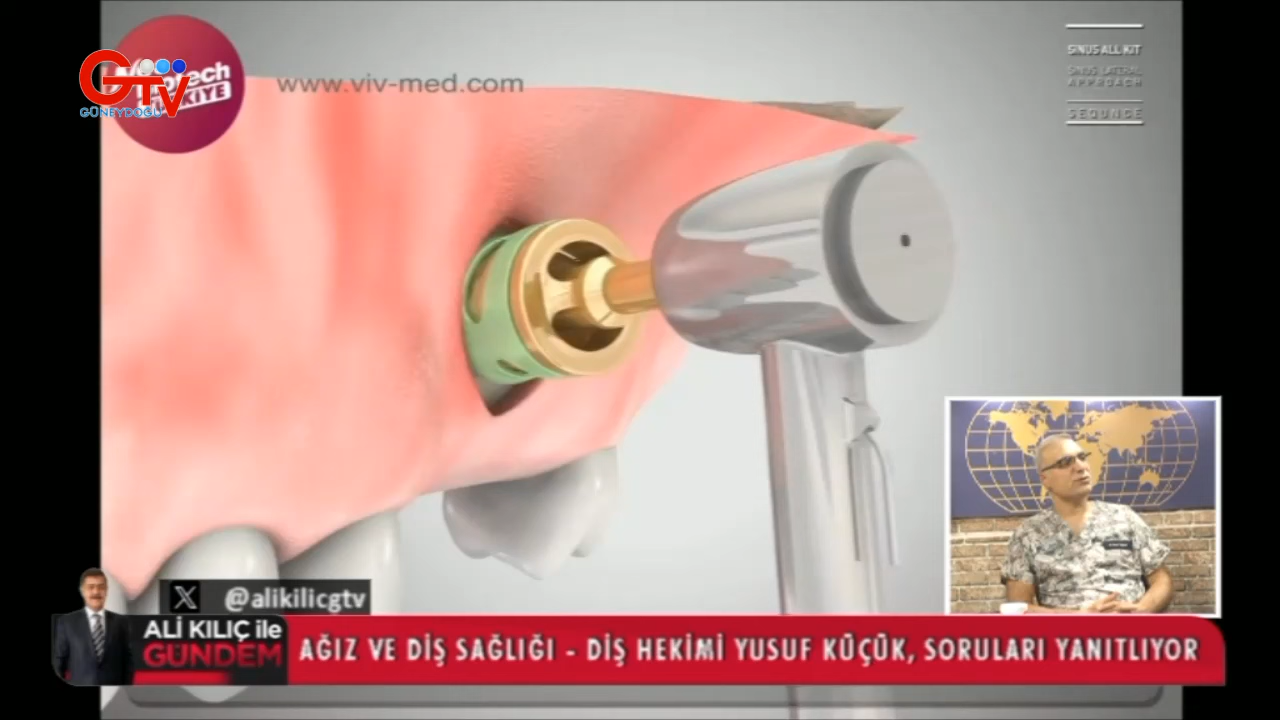 GTV
GÜNEYDOĞU
www.viv-med.com
SINUS ALL KIT
SINUS LATERAL
APPROACH
SEQUNCE
@alikilicgtv
ALİ KILIÇ ile
GÜNDEM
AĞIZ VE DİŞ SAĞLIĞI - DİŞ HEKİMİ YUSUF KÜÇÜK, SORULARI YANITLIYOR